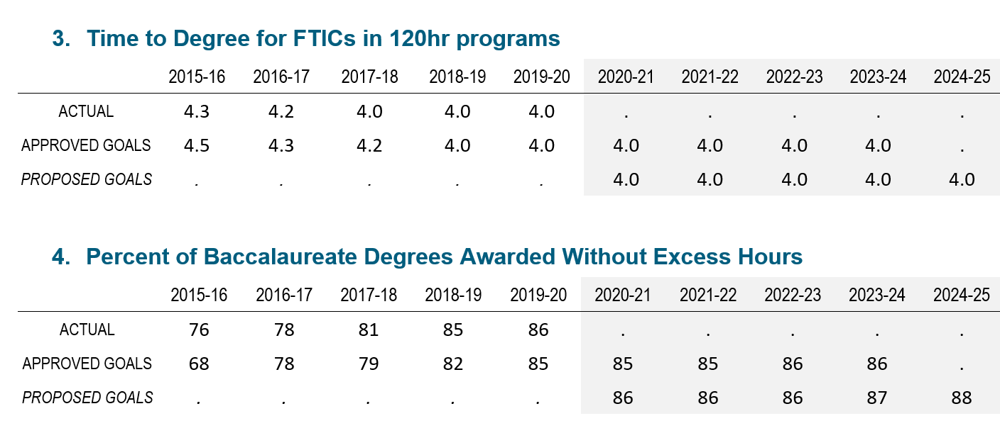 3. Time to Degree for FTICs in 120hr programs
2015-16 2016-17 2017-18 2018-19 2019-20 2020-21 2021-22 2022-23 2023-24 2024-25
ACTUAL 4.3 4.2 4.0 4.0 4.0 . . . . .
APPROVED GOALS 4.5 4.3 4.2 4.0 4.0 4.0 4.0 4.0 4.0 .
PROPOSED GOALS . . . . . 4.0 4.0 4.0 4.0 4.0
4. Percent of Baccalaureate Degrees Awarded Without Excess Hours
2015-16 2016-17 2017-18 2018-19 2019-20 2020-21 2021-22 2022-23 2023-24 2024-25
ACTUAL 76 78 81 85 86 . . . . .
APPROVED GOALS 68 78 79 82 85 85 85 86 86 .
PROPOSED GOALS . . . . . 86 86 86 87 88